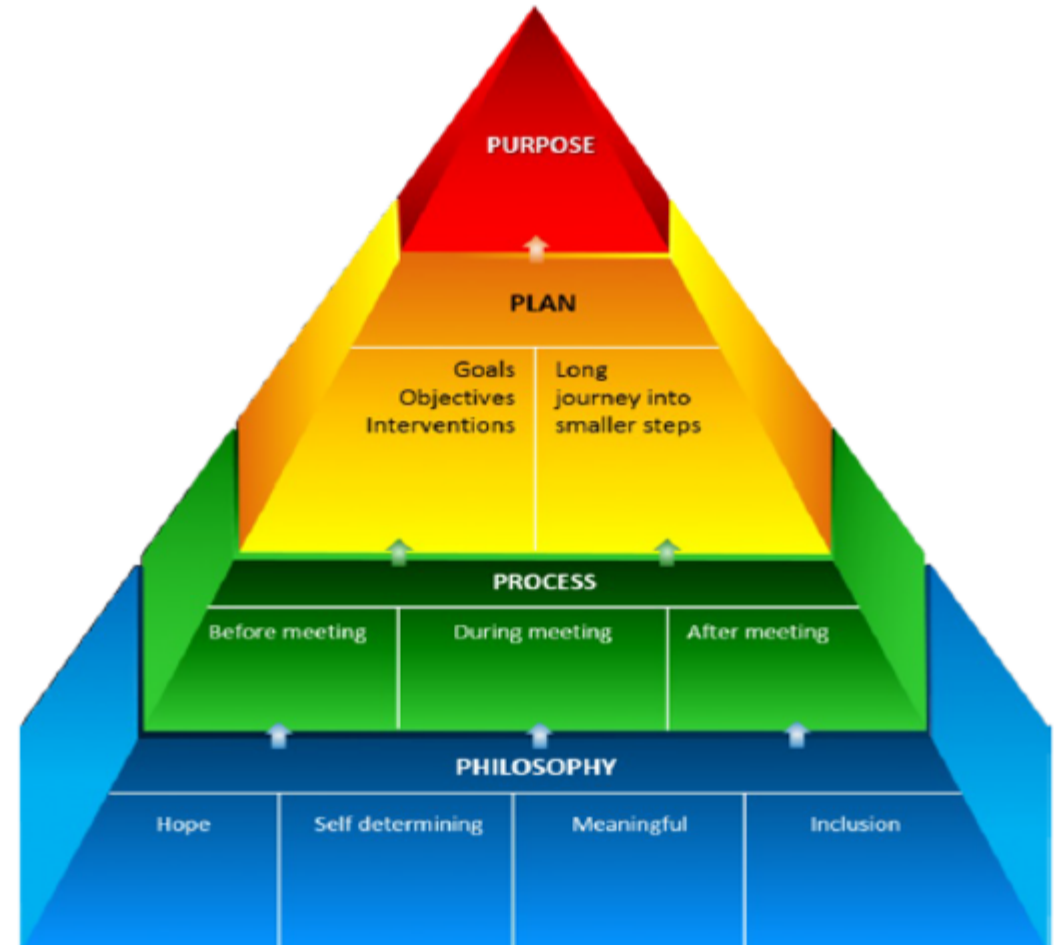 PURPOSE
PLAN
Goals
Objectives
Interventions
Long
journey into
smaller steps
PROCESS
Before meeting
During meeting
After meeting
PHILOSOPHY
Hope
Self determining
Meaningful
Inclusion